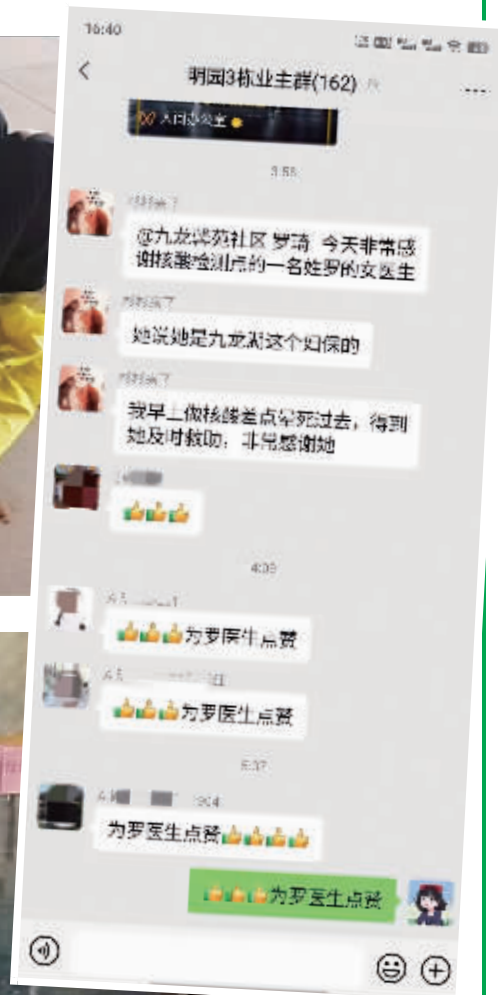 16:40
明园3栋业主群(162)
3:58
@九龙馨苑社区 罗琦 今天非常感
谢核酸检测点的一名姓罗的女医生
她说她是九龙湖这个妇保的
我早上做核酸差点晕死过去，得到
她及时救助，非常感谢她
👍👍👍
4:09
👍👍👍为罗医生点赞
👍👍👍为罗医生点赞
5:37
为罗医生点赞👍👍👍👍
👍👍👍为罗医生点赞